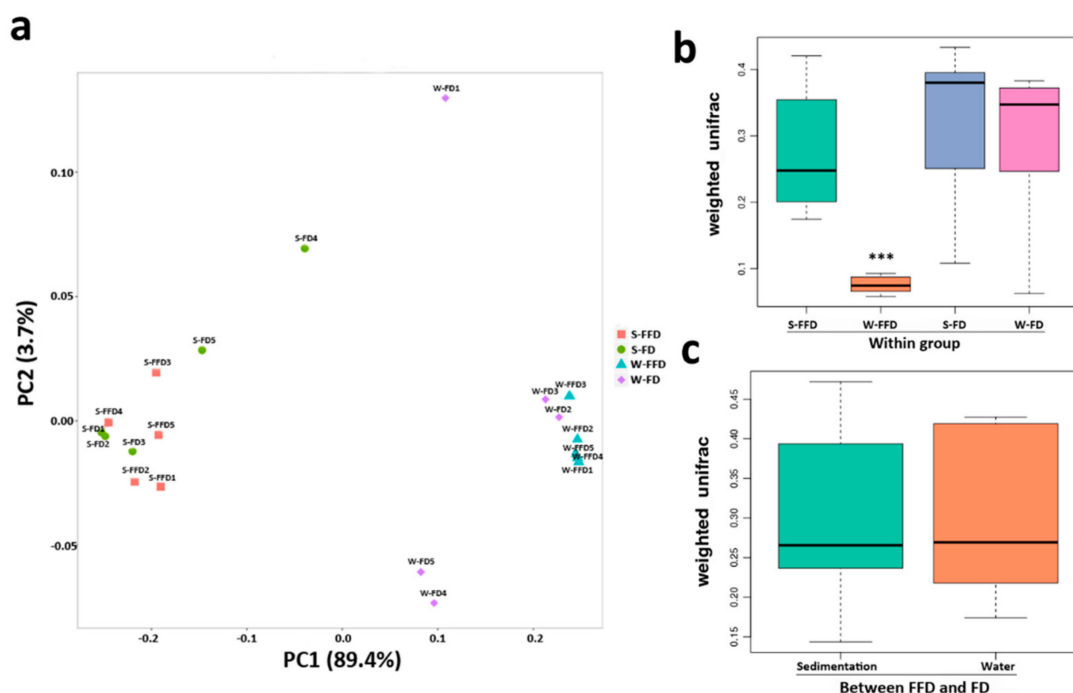 a
W-FD1
0.10
S-FD4
0.05
S-FD5
S-FFD3
S-FFD
S-FD
W-FFD
W-FD
PC2 (3.7%)
W-FD3
W-FFD3
W-FD2
0.00
S-FFD4
S-FD1
S-FD2
S-FFD5
S-FD3
W-FFD2
W-FFD5
W-FFD4
W-FFD1
S-FFD2
S-FFD1
-0.05
W-FD5
W-FD4
-0.2
-0.1
0.0
0.1
0.2
PC1 (89.4%)
b
weighted unifrac
0.4
0.3
0.2
0.1
***
S-FFD
W-FFD
S-FD
W-FD
Within group
c
weighted unifrac
0.45
0.40
0.35
0.30
0.25
0.20
0.15
Sedimentation
Water
Between FFD and FD